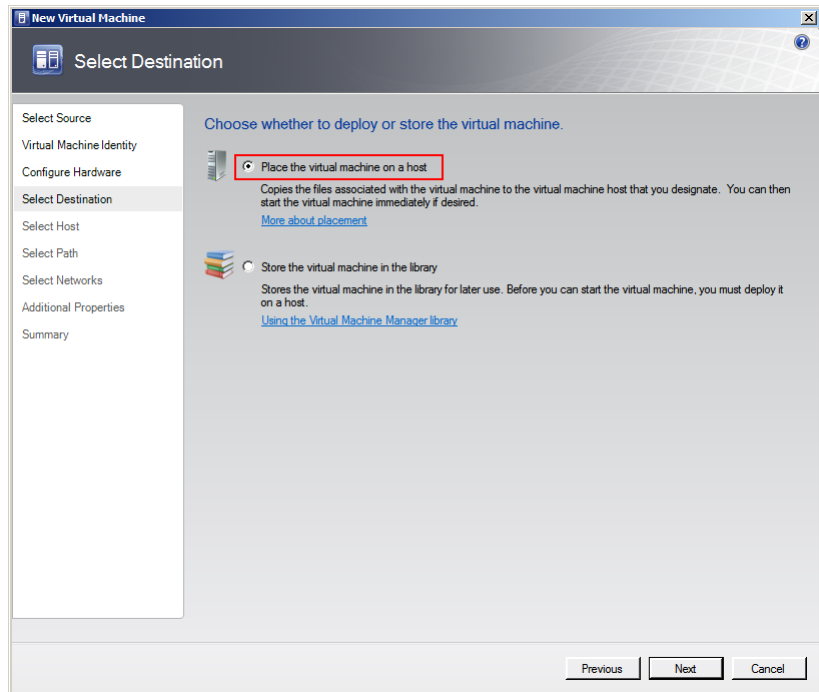 New Virtual Machine
Select Destination
Select Source
Virtual Machine Identity
Configure Hardware
Select Destination
Select Host
Select Path
Select Networks
Additional Properties
Summary
Choose whether to deploy or store the virtual machine.
Place the virtual machine on a host
Copies the files associated with the virtual machine to the virtual machine host that you designate. You can then
start the virtual machine immediately if desired.
More about placement
Store the virtual machine in the library
Stores the virtual machine in the library for later use. Before you can start the virtual machine, you must deploy it
on a host.
Using the Virtual Machine Manager library
Previous
Next
Cancel